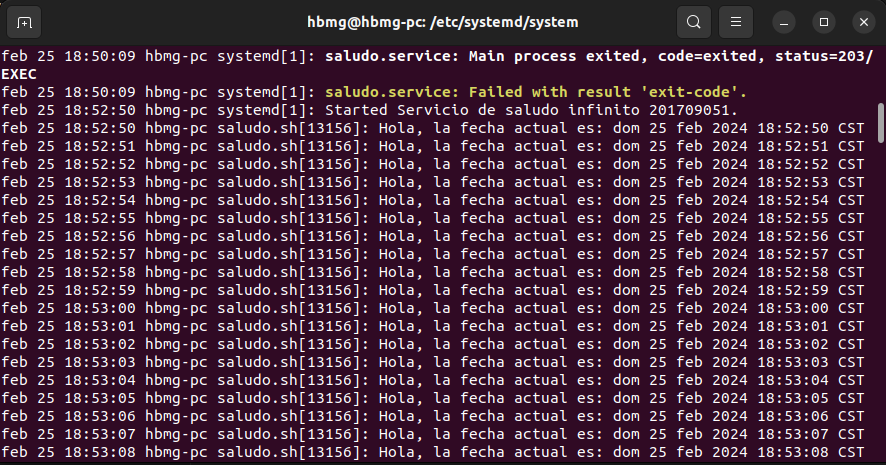 hbmg@hbmg-pc: /etc/systemd/system
feb 25 18:50:09 hbmg-pc systemd[1]: saludo.service: Main process exited, code=exited, status=203/
EXEC
feb 25 18:50:09 hbmg-pc systemd[1]: saludo.service: Failed with result 'exit-code'.
feb 25 18:52:50 hbmg-pc systemd[1]: Started Servicio de saludo infinito 201709051.
feb 25 18:52:50 hbmg-pc saludo.sh[13156]: Hola, la fecha actual es: dom 25 feb 2024 18:52:50 CST
feb 25 18:52:51 hbmg-pc saludo.sh[13156]: Hola, la fecha actual es: dom 25 feb 2024 18:52:51 CST
feb 25 18:52:52 hbmg-pc saludo.sh[13156]: Hola, la fecha actual es: dom 25 feb 2024 18:52:52 CST
feb 25 18:52:53 hbmg-pc saludo.sh[13156]: Hola, la fecha actual es: dom 25 feb 2024 18:52:53 CST
feb 25 18:52:54 hbmg-pc saludo.sh[13156]: Hola, la fecha actual es: dom 25 feb 2024 18:52:54 CST
feb 25 18:52:55 hbmg-pc saludo.sh[13156]: Hola, la fecha actual es: dom 25 feb 2024 18:52:55 CST
feb 25 18:52:56 hbmg-pc saludo.sh[13156]: Hola, la fecha actual es: dom 25 feb 2024 18:52:56 CST
feb 25 18:52:57 hbmg-pc saludo.sh[13156]: Hola, la fecha actual es: dom 25 feb 2024 18:52:57 CST
feb 25 18:52:58 hbmg-pc saludo.sh[13156]: Hola, la fecha actual es: dom 25 feb 2024 18:52:58 CST
feb 25 18:52:59 hbmg-pc saludo.sh[13156]: Hola, la fecha actual es: dom 25 feb 2024 18:52:59 CST
feb 25 18:53:00 hbmg-pc saludo.sh[13156]: Hola, la fecha actual es: dom 25 feb 2024 18:53:00 CST
feb 25 18:53:01 hbmg-pc saludo.sh[13156]: Hola, la fecha actual es: dom 25 feb 2024 18:53:01 CST
feb 25 18:53:02 hbmg-pc saludo.sh[13156]: Hola, la fecha actual es: dom 25 feb 2024 18:53:02 CST
feb 25 18:53:03 hbmg-pc saludo.sh[13156]: Hola, la fecha actual es: dom 25 feb 2024 18:53:03 CST
feb 25 18:53:04 hbmg-pc saludo.sh[13156]: Hola, la fecha actual es: dom 25 feb 2024 18:53:04 CST
feb 25 18:53:05 hbmg-pc saludo.sh[13156]: Hola, la fecha actual es: dom 25 feb 2024 18:53:05 CST
feb 25 18:53:06 hbmg-pc saludo.sh[13156]: Hola, la fecha actual es: dom 25 feb 2024 18:53:06 CST
feb 25 18:53:07 hbmg-pc saludo.sh[13156]: Hola, la fecha actual es: dom 25 feb 2024 18:53:07 CST
feb 25 18:53:08 hbmg-pc saludo.sh[13156]: Hola, la fecha actual es: dom 25 feb 2024 18:53:08 CST